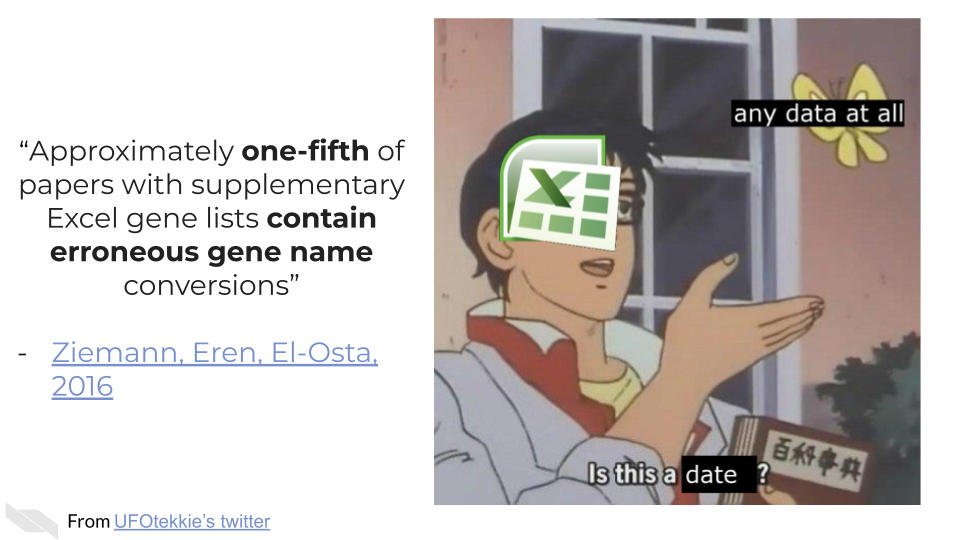 “Approximately one-fifth of
papers with supplementary
Excel gene lists contain
erroneous gene name
conversions”
- Ziemann, Eren, El-Osta,
2016
From UFOtekkie’s twitter
any data at all
百科事典
Is this a date ?